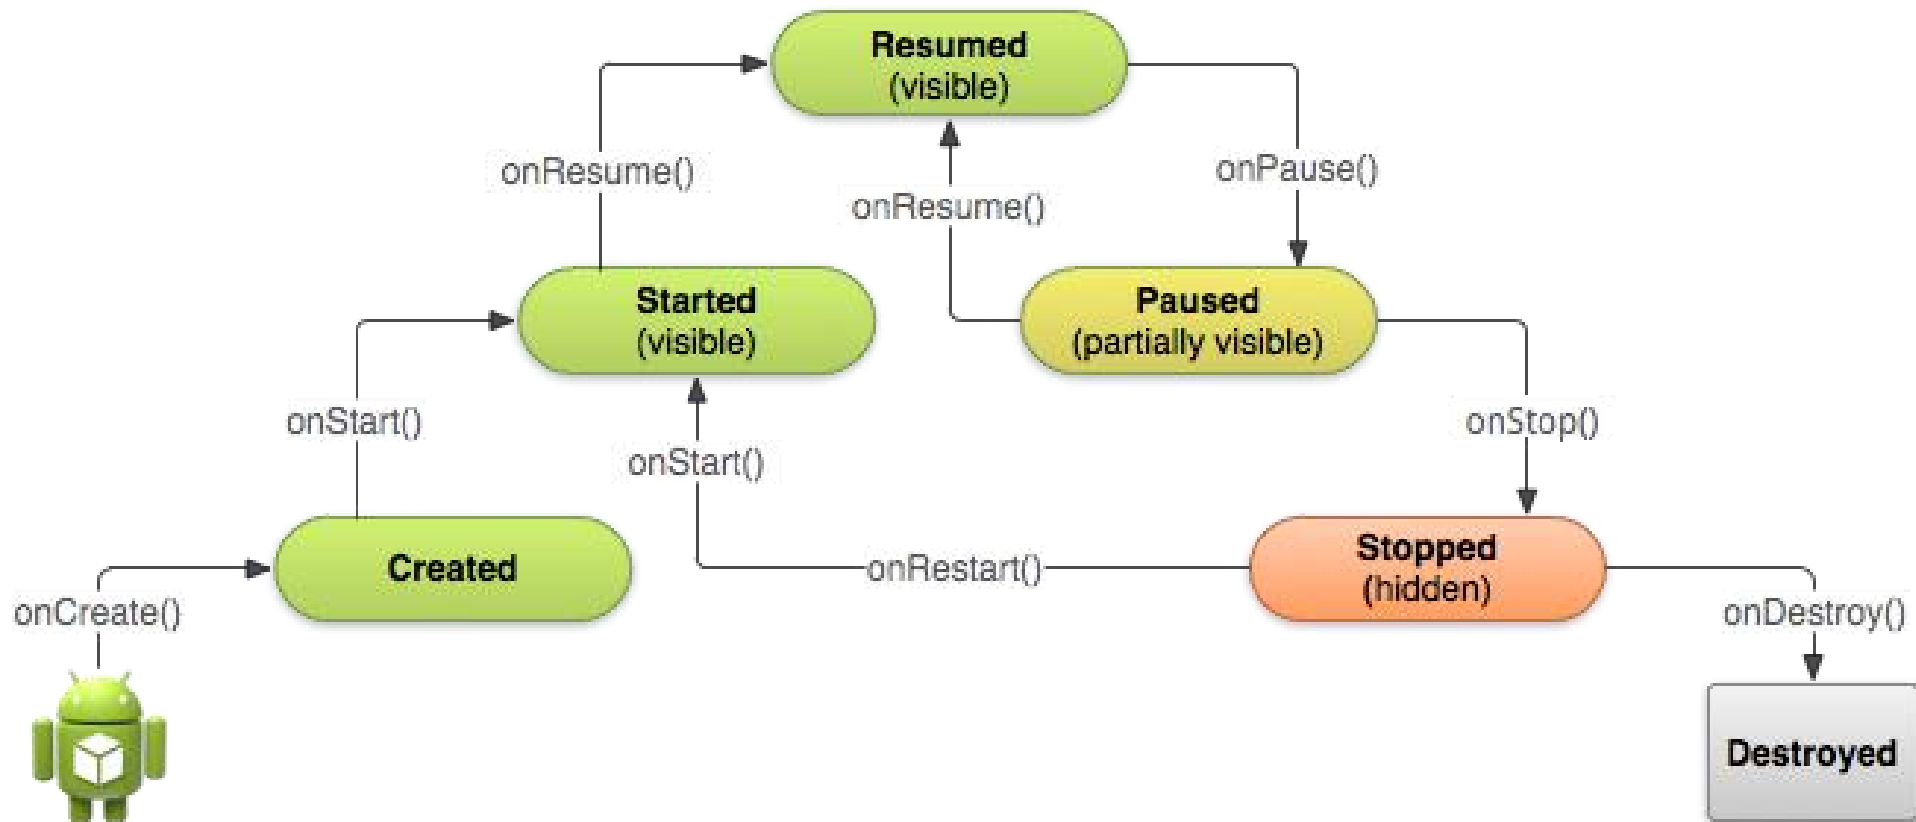 Resumed
(visible)
onResume()
onPause()
onResume()
Started
(visible)
Paused
(partially visible)
onStart()
onStop()
onStart()
Created
onRestart()
Stopped
(hidden)
onCreate()
onDestroy()
Destroyed